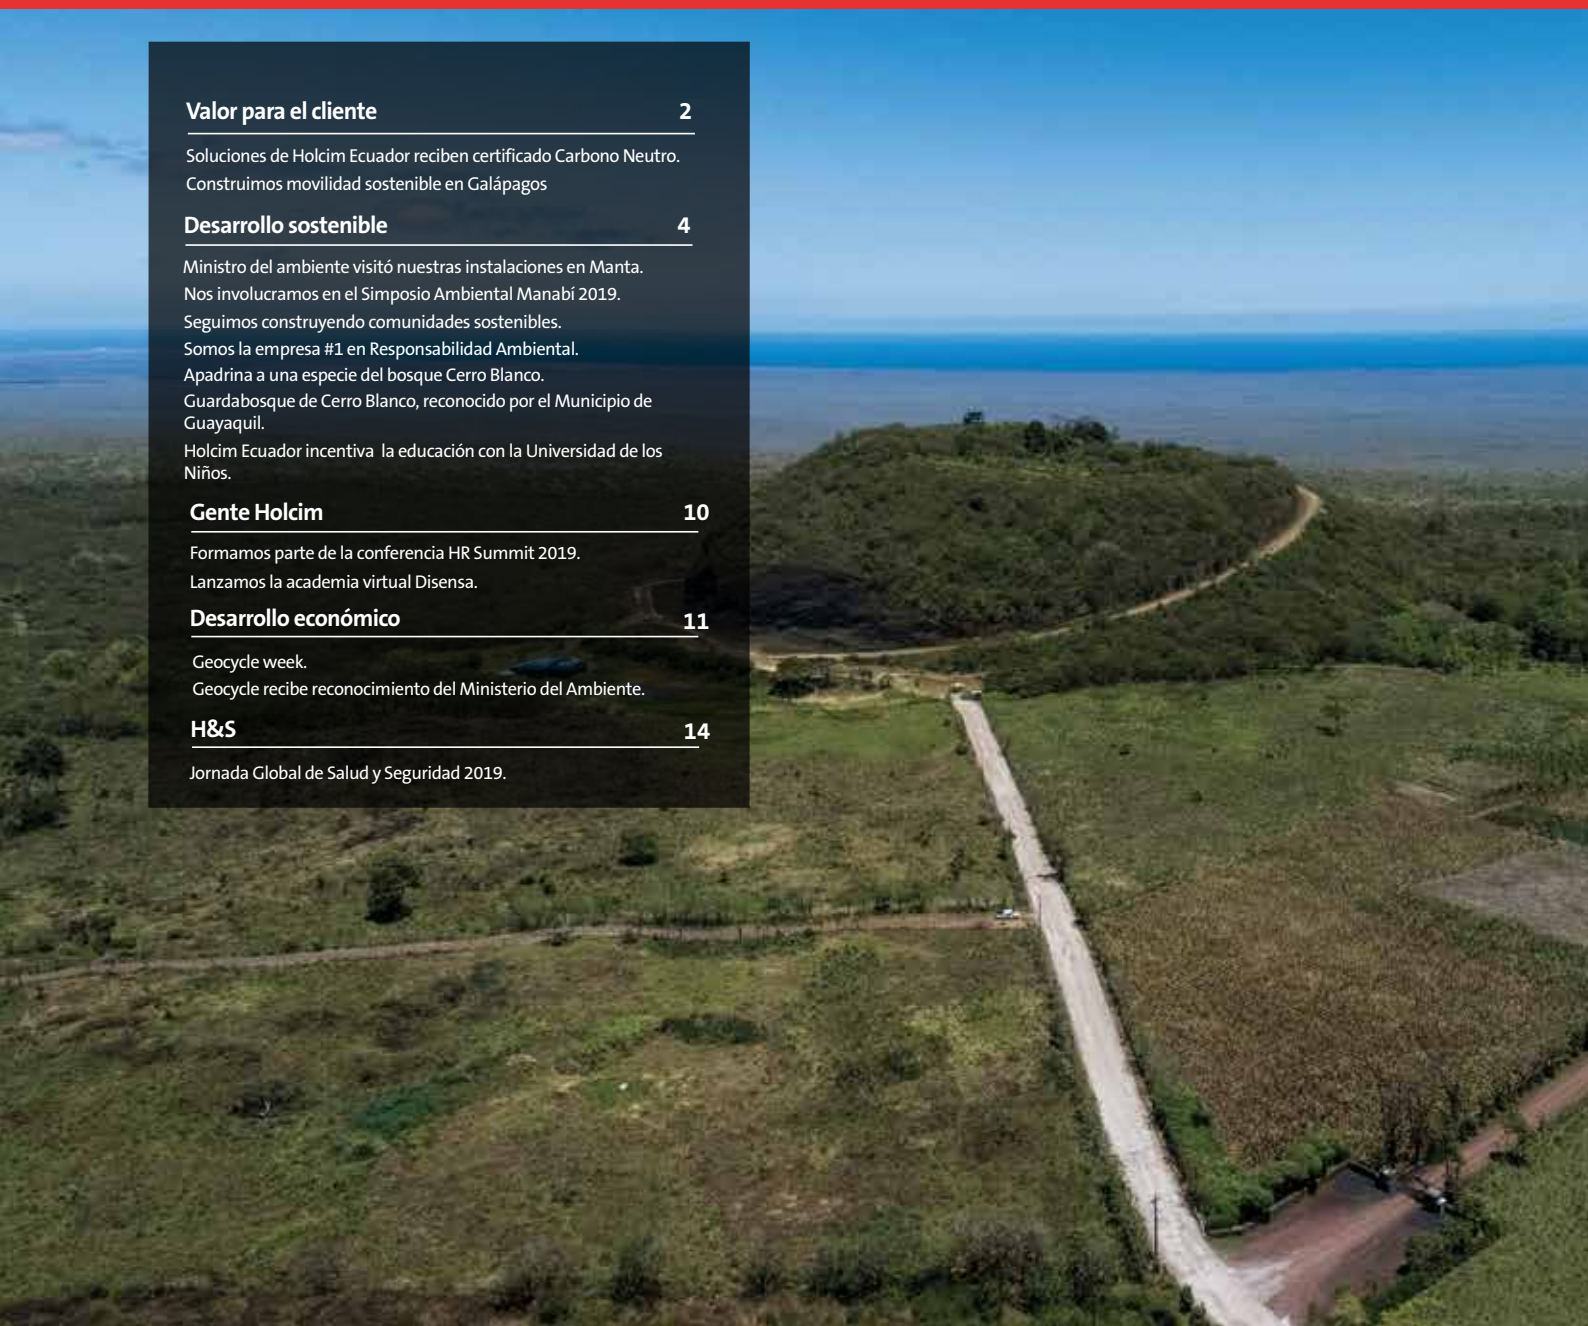 Valor para el cliente 2
Soluciones de Holcim Ecuador reciben certificado Carbono Neutro.
Construimos movilidad sostenible en Galápagos
Desarrollo sostenible 4
Ministro del ambiente visitó nuestras instalaciones en Manta.
Nos involucramos en el Simposio Ambiental Manabí 2019.
Seguimos construyendo comunidades sostenibles.
Somos la empresa #1 en Responsabilidad Ambiental.
Apadrina a una especie del bosque Cerro Blanco.
Guardabosque de Cerro Blanco, reconocido por el Municipio de
Guayaquil.
Holcim Ecuador incentiva la educación con la Universidad de los
Niños.
Gente Holcim 10
Formamos parte de la conferencia HR Summit 2019.
Lanzamos la academia virtual Disensa.
Desarrollo económico 11
Geocycle week.
Geocycle recibe reconocimiento del Ministerio del Ambiente.
H&S 14
Jornada Global de Salud y Seguridad 2019.